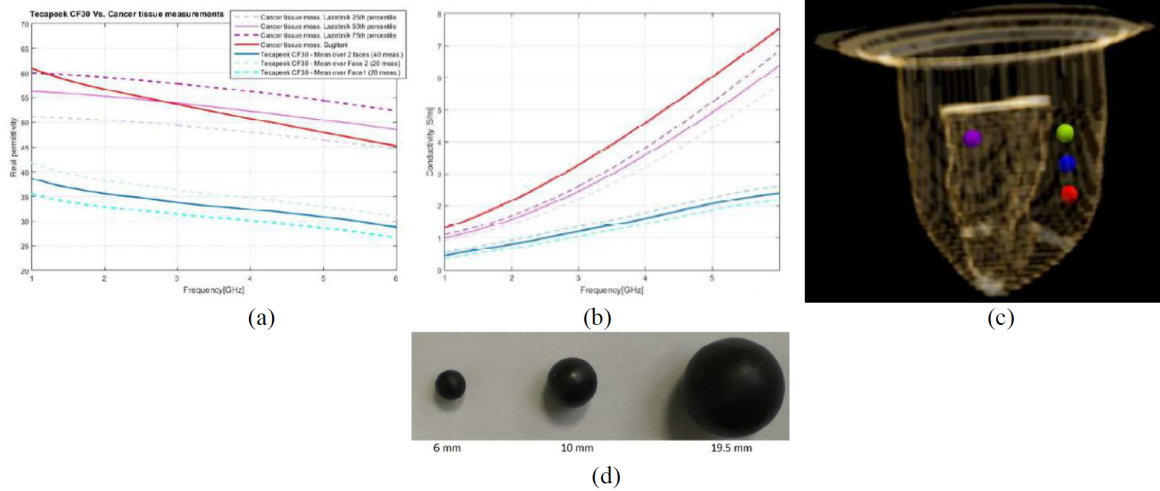 Tecapeek CF30 Vs. Cancer tissue measurements
Cancer tissue meas. Lazebnik 25th percentile
Cancer tissue meas. Lazebnik 50th percentile
Cancer tissue meas. Lazebnik 75th percentile
Cancer tissue meas. Sugitani
Tecapeek CF30 - Mean over 2 faces (40 meas.)
Tecapeek CF30 - Mean over Face 2 (20 meas)
Tecapeek CF30 - Mean over Face1 (20 meas.)
70
65
60
55
50
45
40
35
30
25
20
Real permittivity
1 2 3 4 5 6
Frequency[GHz]
(a)
8
7
6
5
4
3
2
1
0
Conductivity [S/m]
1 2 3 4 5
Frequency[GHz]
(b)
(c)
6 mm 10 mm 19.5 mm
(d)